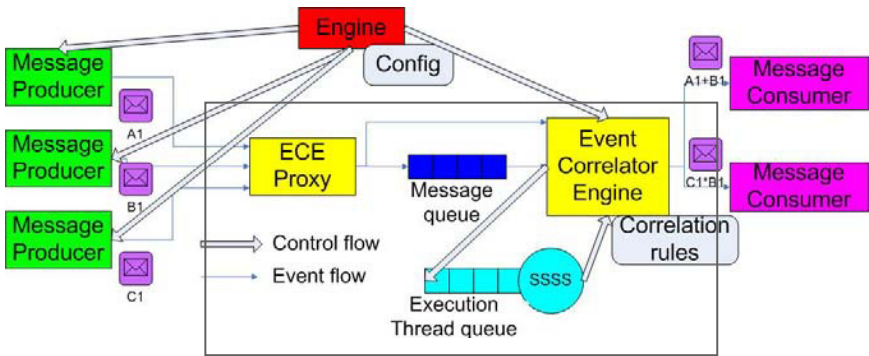 Engine
Config
Message
Producer
A1
Message
Producer
B1
Message
Producer
C1
ECE
Proxy
Message
queue
Event
Correlator
Engine
Correlation
rules
Control flow
Event flow
SSSS
Execution
Thread queue
A1+B1
Message
Consumer
C1*B1
Message
Consumer